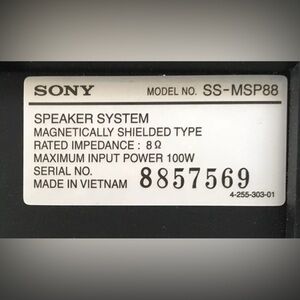 SONY MODEL NO. SS-MSP88
SPEAKER SYSTEM
MAGNETICALLY SHIELDED TYPE
RATED IMPEDANCE : 8Ω
MAXIMUM INPUT POWER 100W
SERIAL NO. 8857569
MADE IN VIETNAM
4-255-303-01